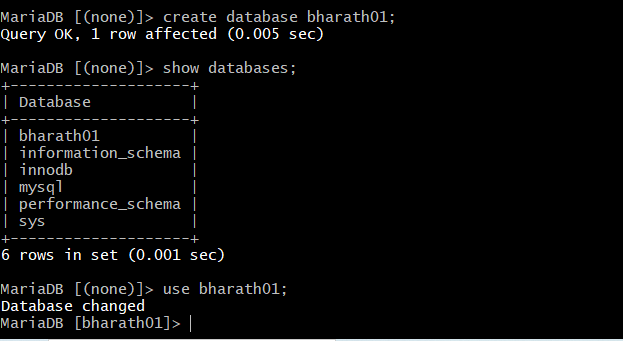 MariaDB [(none)]> create database bharath01;
Query OK, 1 row affected (0.005 sec)
MariaDB [(none)]> show databases;
+--------------------+
| Database           |
+--------------------+
| bharath01          |
| information_schema |
| innodb             |
| mysql              |
| performance_schema |
| sys                |
+--------------------+
6 rows in set (0.001 sec)
MariaDB [(none)]> use bharath01;
Database changed
MariaDB [bharath01]>